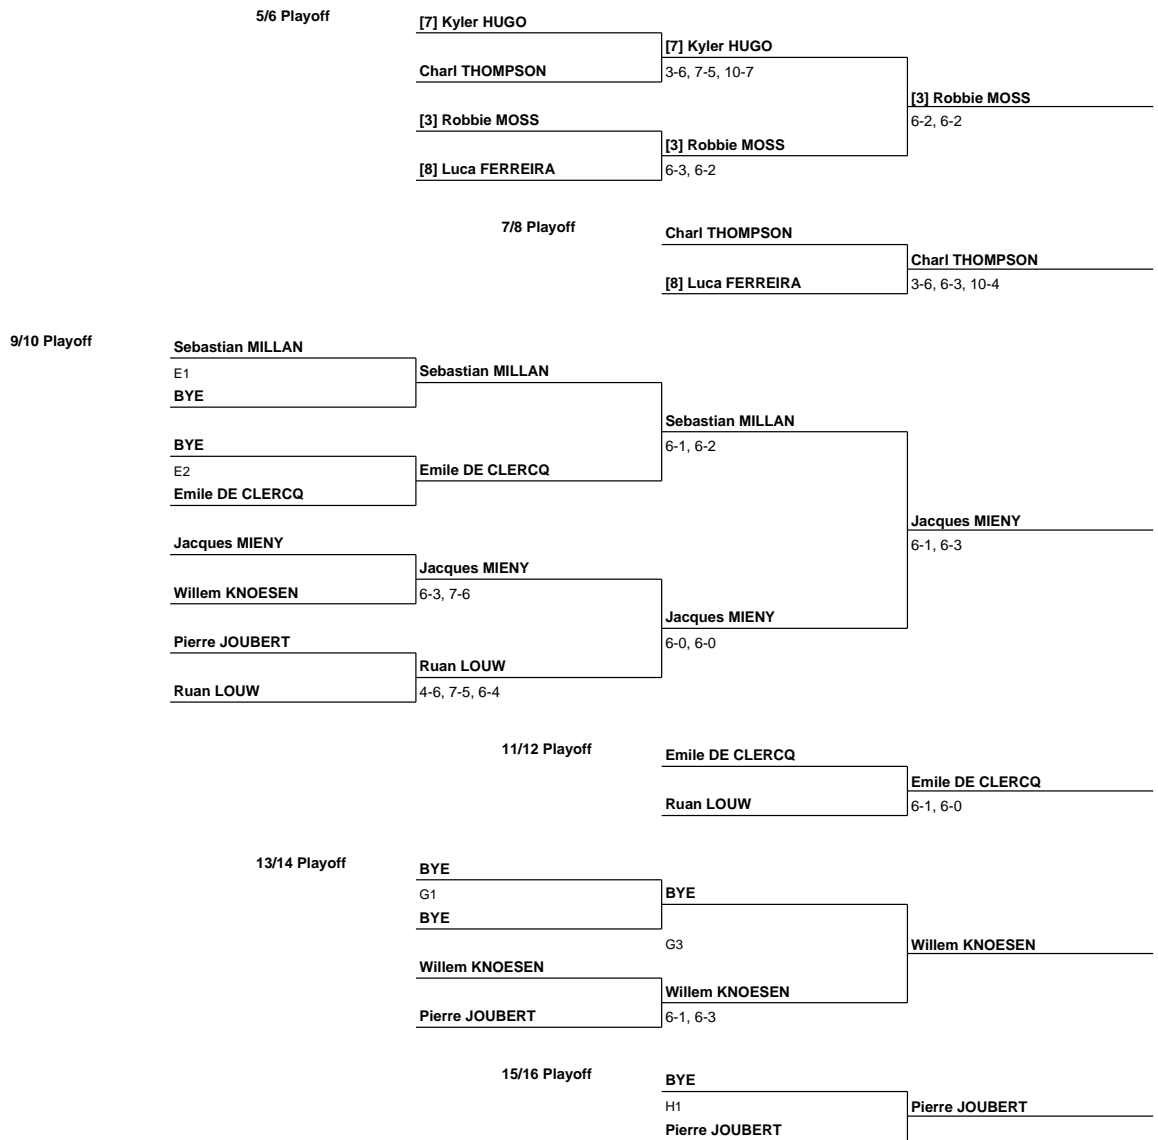 5/6 Playoff
[7] Kyler HUGO
[7] Kyler HUGO
Charl THOMPSON
3-6, 7-5, 10-7
[3] Robbie MOSS
[3] Robbie MOSS
6-2, 6-2
[3] Robbie MOSS
[8] Luca FERREIRA
6-3, 6-2
7/8 Playoff
Charl THOMPSON
Charl THOMPSON
[8] Luca FERREIRA
3-6, 6-3, 10-4
9/10 Playoff
Sebastian MILLAN
E1
Sebastian MILLAN
BYE
Sebastian MILLAN
6-1, 6-2
BYE
E2
Emile DE CLERCQ
Emile DE CLERCQ
Jacques MIENY
6-1, 6-3
Jacques MIENY
Jacques MIENY
Willem KNOESEN
6-3, 7-6
Jacques MIENY
6-0, 6-0
Pierre JOUBERT
Ruan LOUW
Ruan LOUW
4-6, 7-5, 6-4
11/12 Playoff
Emile DE CLERCQ
Emile DE CLERCQ
Ruan LOUW
6-1, 6-0
13/14 Playoff
BYE
G1
BYE
BYE
G3
Willem KNOESEN
Willem KNOESEN
Willem KNOESEN
Pierre JOUBERT
6-1, 6-3
15/16 Playoff
BYE
H1
Pierre JOUBERT
Pierre JOUBERT